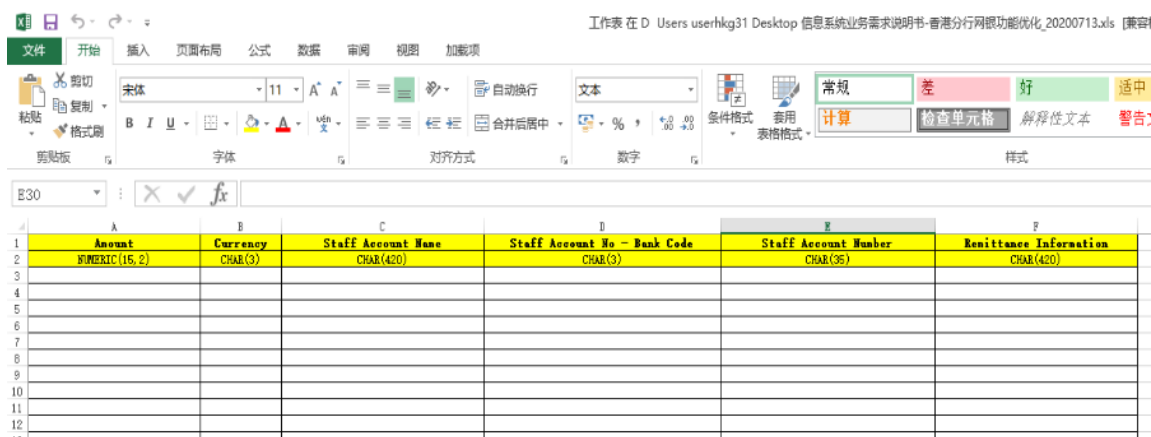 工作表 在 D Users userhkg31 Desktop 信息系统业务需求说明书-香港分行网银功能优化_20200713.xls [兼容
文件 开始 插入 页面布局 公式 数据 审阅 视图 加载项
剪切 宋体 11 A A 自动换行 文本 常规 差 好 适中
粘贴 复制 条件格式 套用
格式刷 B I U wén 文 合并后居中 % , 表格格式 计算 检查单元格 解释性文本 警告
剪贴板 字体 对齐方式 数字 样式
E30 fx
A B C D E F
1 Amount Currency Staff Account Name Staff Account No - Bank Code Staff Account Number Remittance Information
2 NUMERIC(15,2) CHAR(3) CHAR(420) CHAR(3) CHAR(35) CHAR(420)
3
4
5
6
7
8
9
10
11
12